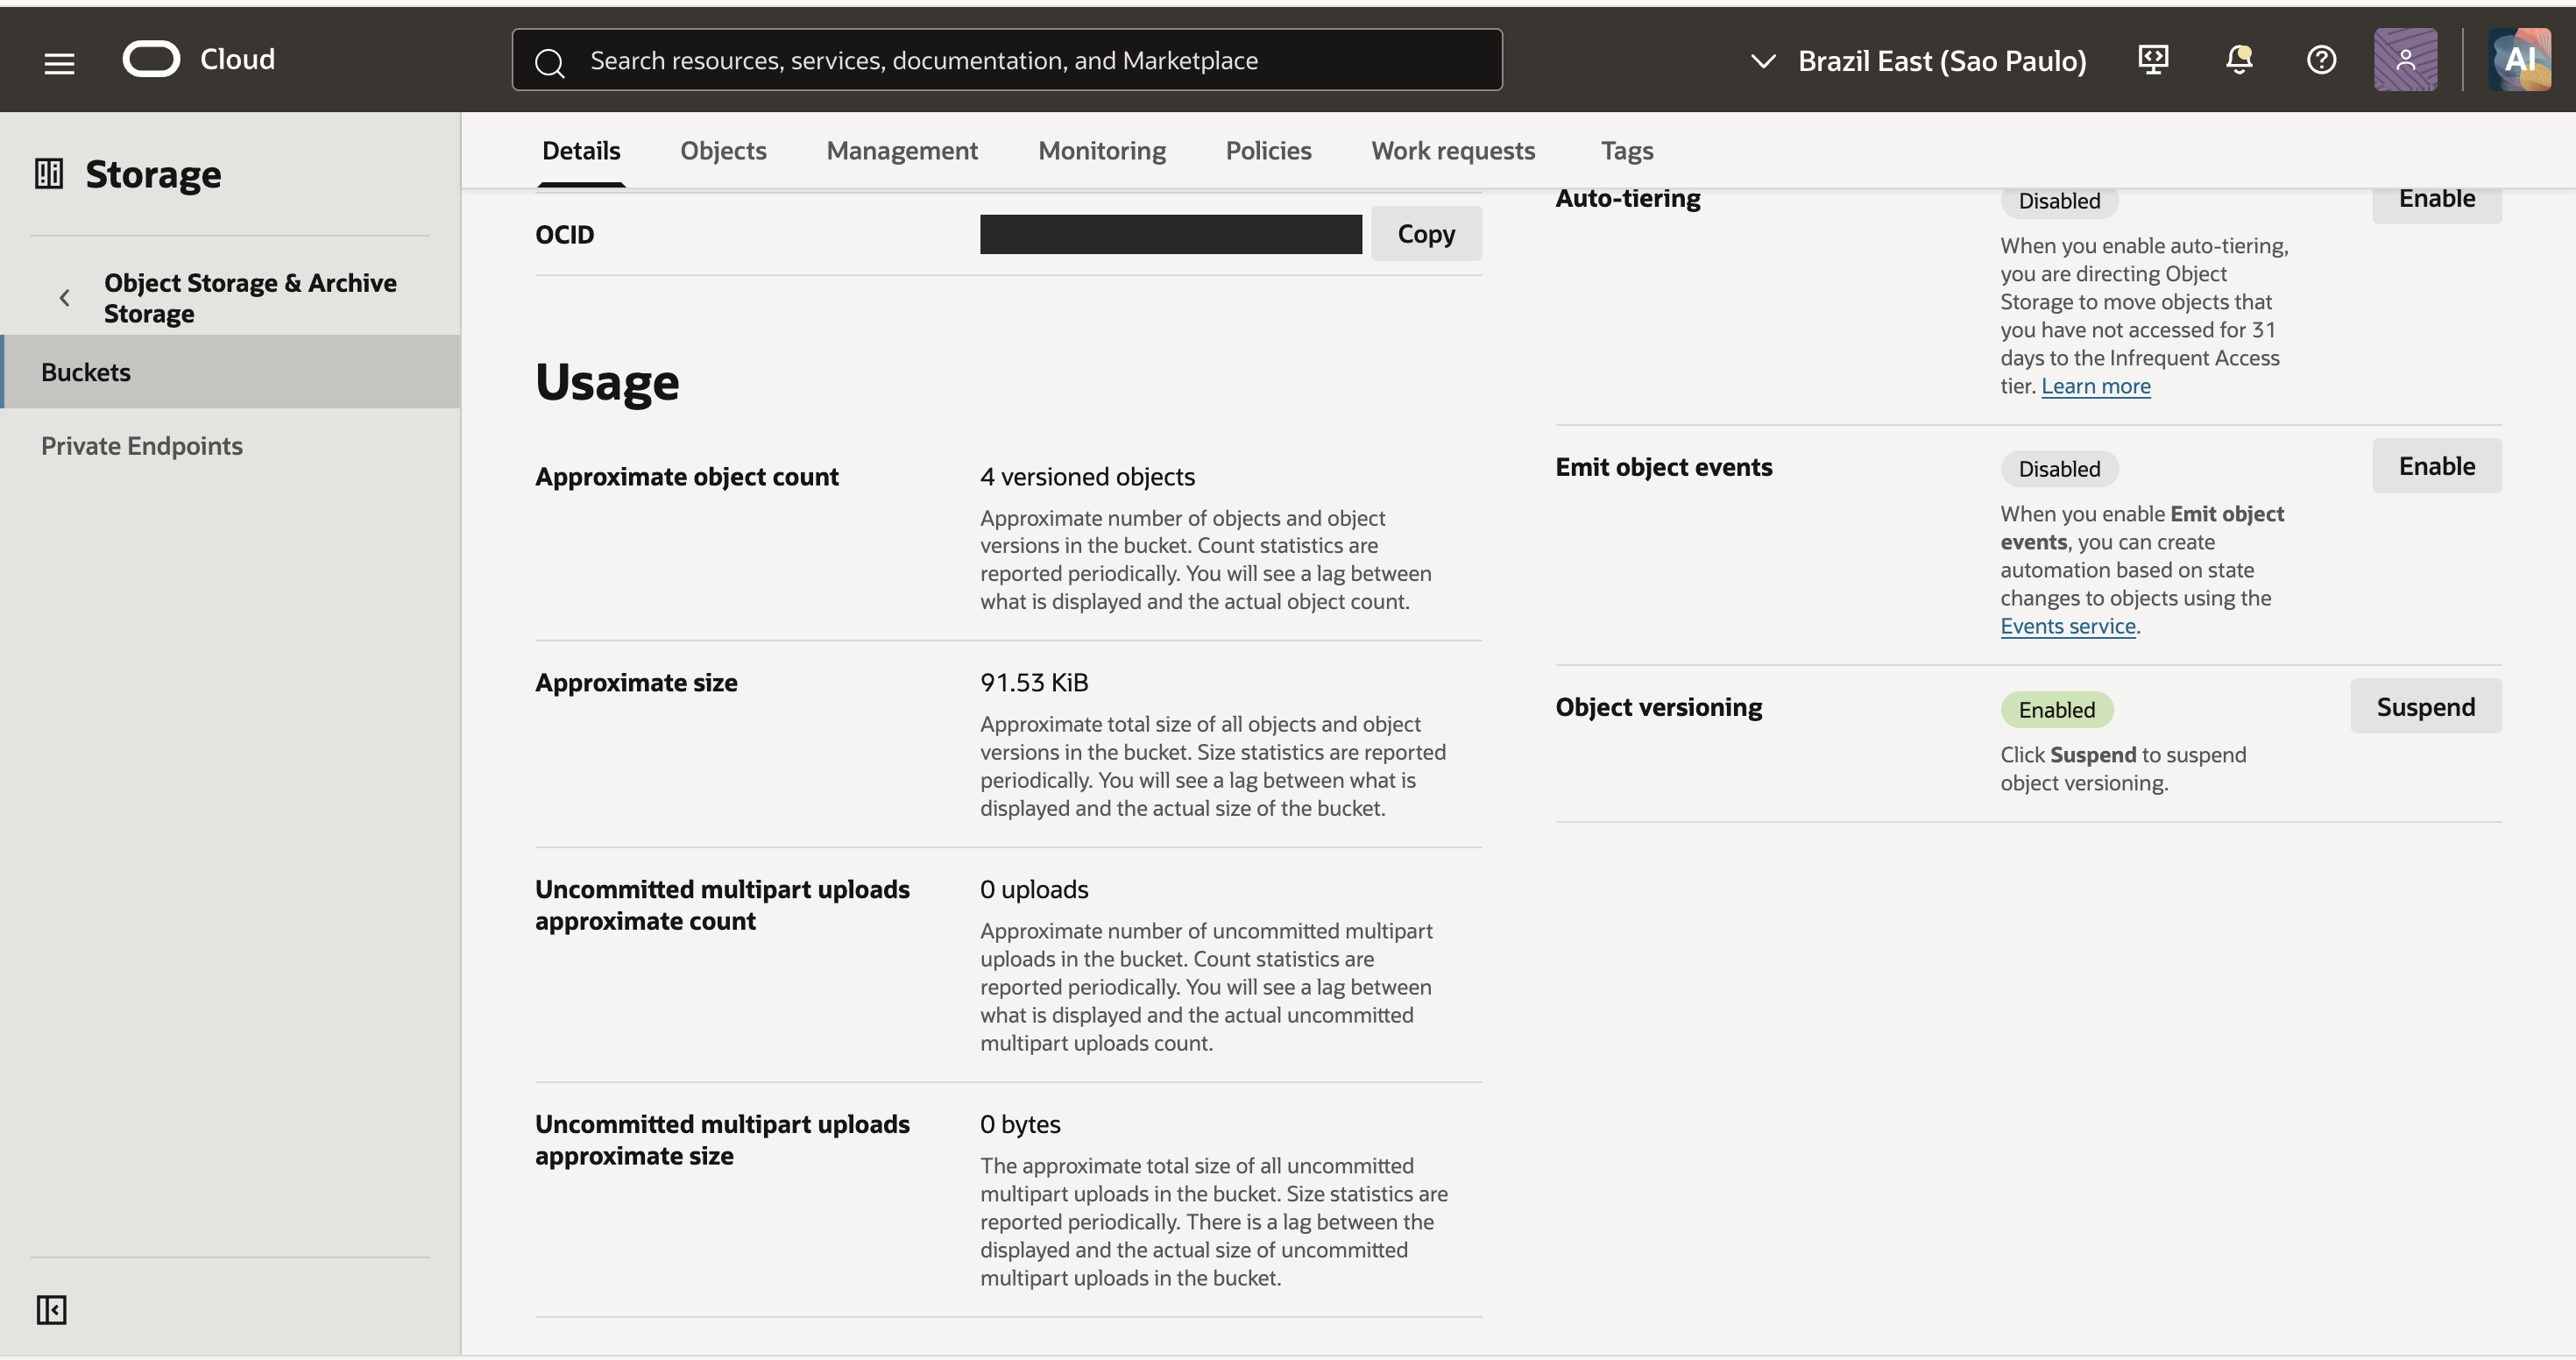 Cloud
Search resources, services, documentation, and Marketplace
Brazil East (Sao Paulo)
AI
Storage
Object Storage & Archive
Storage
Buckets
Private Endpoints
Details
Objects
Management
Monitoring
Policies
Work requests
Tags
OCID
Copy
Usage
Approximate object count
4 versioned objects
Approximate number of objects and object
versions in the bucket. Count statistics are
reported periodically. You will see a lag between
what is displayed and the actual object count.
Approximate size
91.53 KiB
Approximate total size of all objects and object
versions in the bucket. Size statistics are reported
periodically. You will see a lag between what is
displayed and the actual size of the bucket.
Uncommitted multipart uploads
approximate count
0 uploads
Approximate number of uncommitted multipart
uploads in the bucket. Count statistics are
reported periodically. You will see a lag between
what is displayed and the actual uncommitted
multipart uploads count.
Uncommitted multipart uploads
approximate size
0 bytes
The approximate total size of all uncommitted
multipart uploads in the bucket. Size statistics are
reported periodically. There is a lag between the
displayed and the actual size of uncommitted
multipart uploads in the bucket.
Auto-tiering
Disabled
Enable
When you enable auto-tiering,
you are directing Object
Storage to move objects that
you have not accessed for 31
days to the Infrequent Access
tier. Learn more
Emit object events
Disabled
Enable
When you enable Emit object
events, you can create
automation based on state
changes to objects using the
Events service.
Object versioning
Enabled
Suspend
Click Suspend to suspend
object versioning.